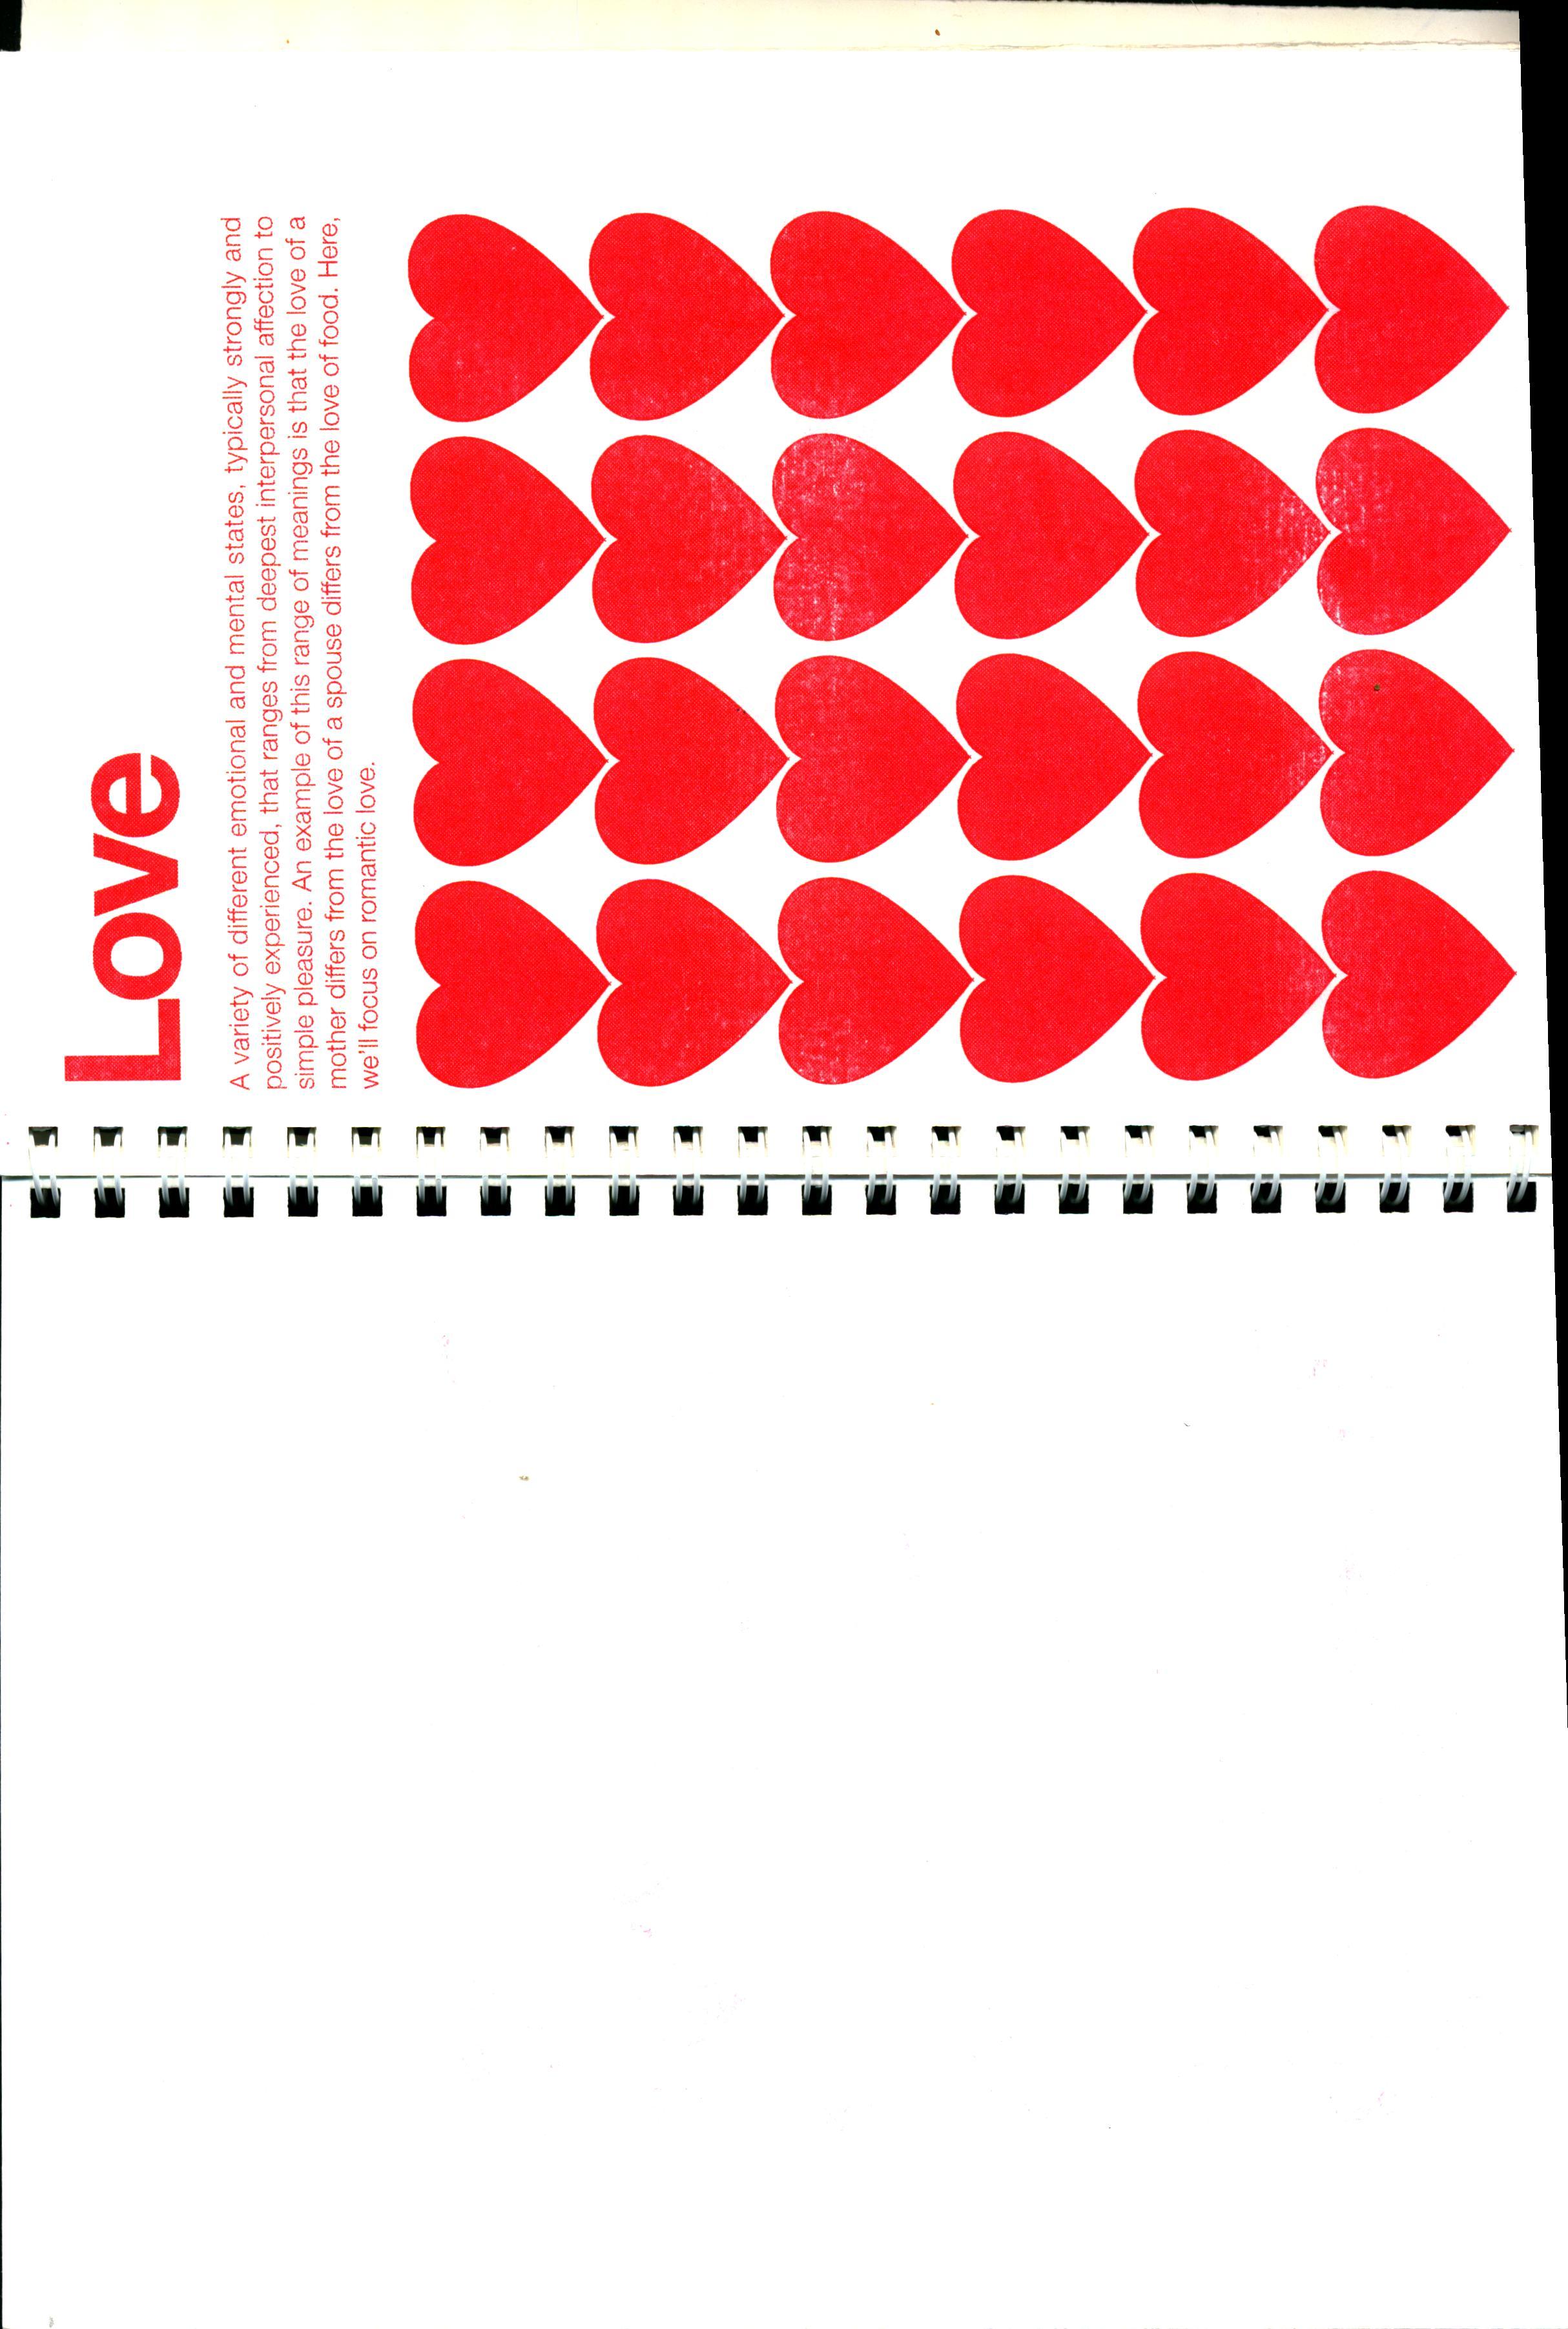 Love
A variety of different emotional and mental states, typically strongly and
positively experienced, that ranges from deepest interpersonal affection to
simple pleasure. An example of this range of meanings is that the love of a
mother differs from the love of a spouse differs from the love of food. Here,
we'll focus on romantic love.